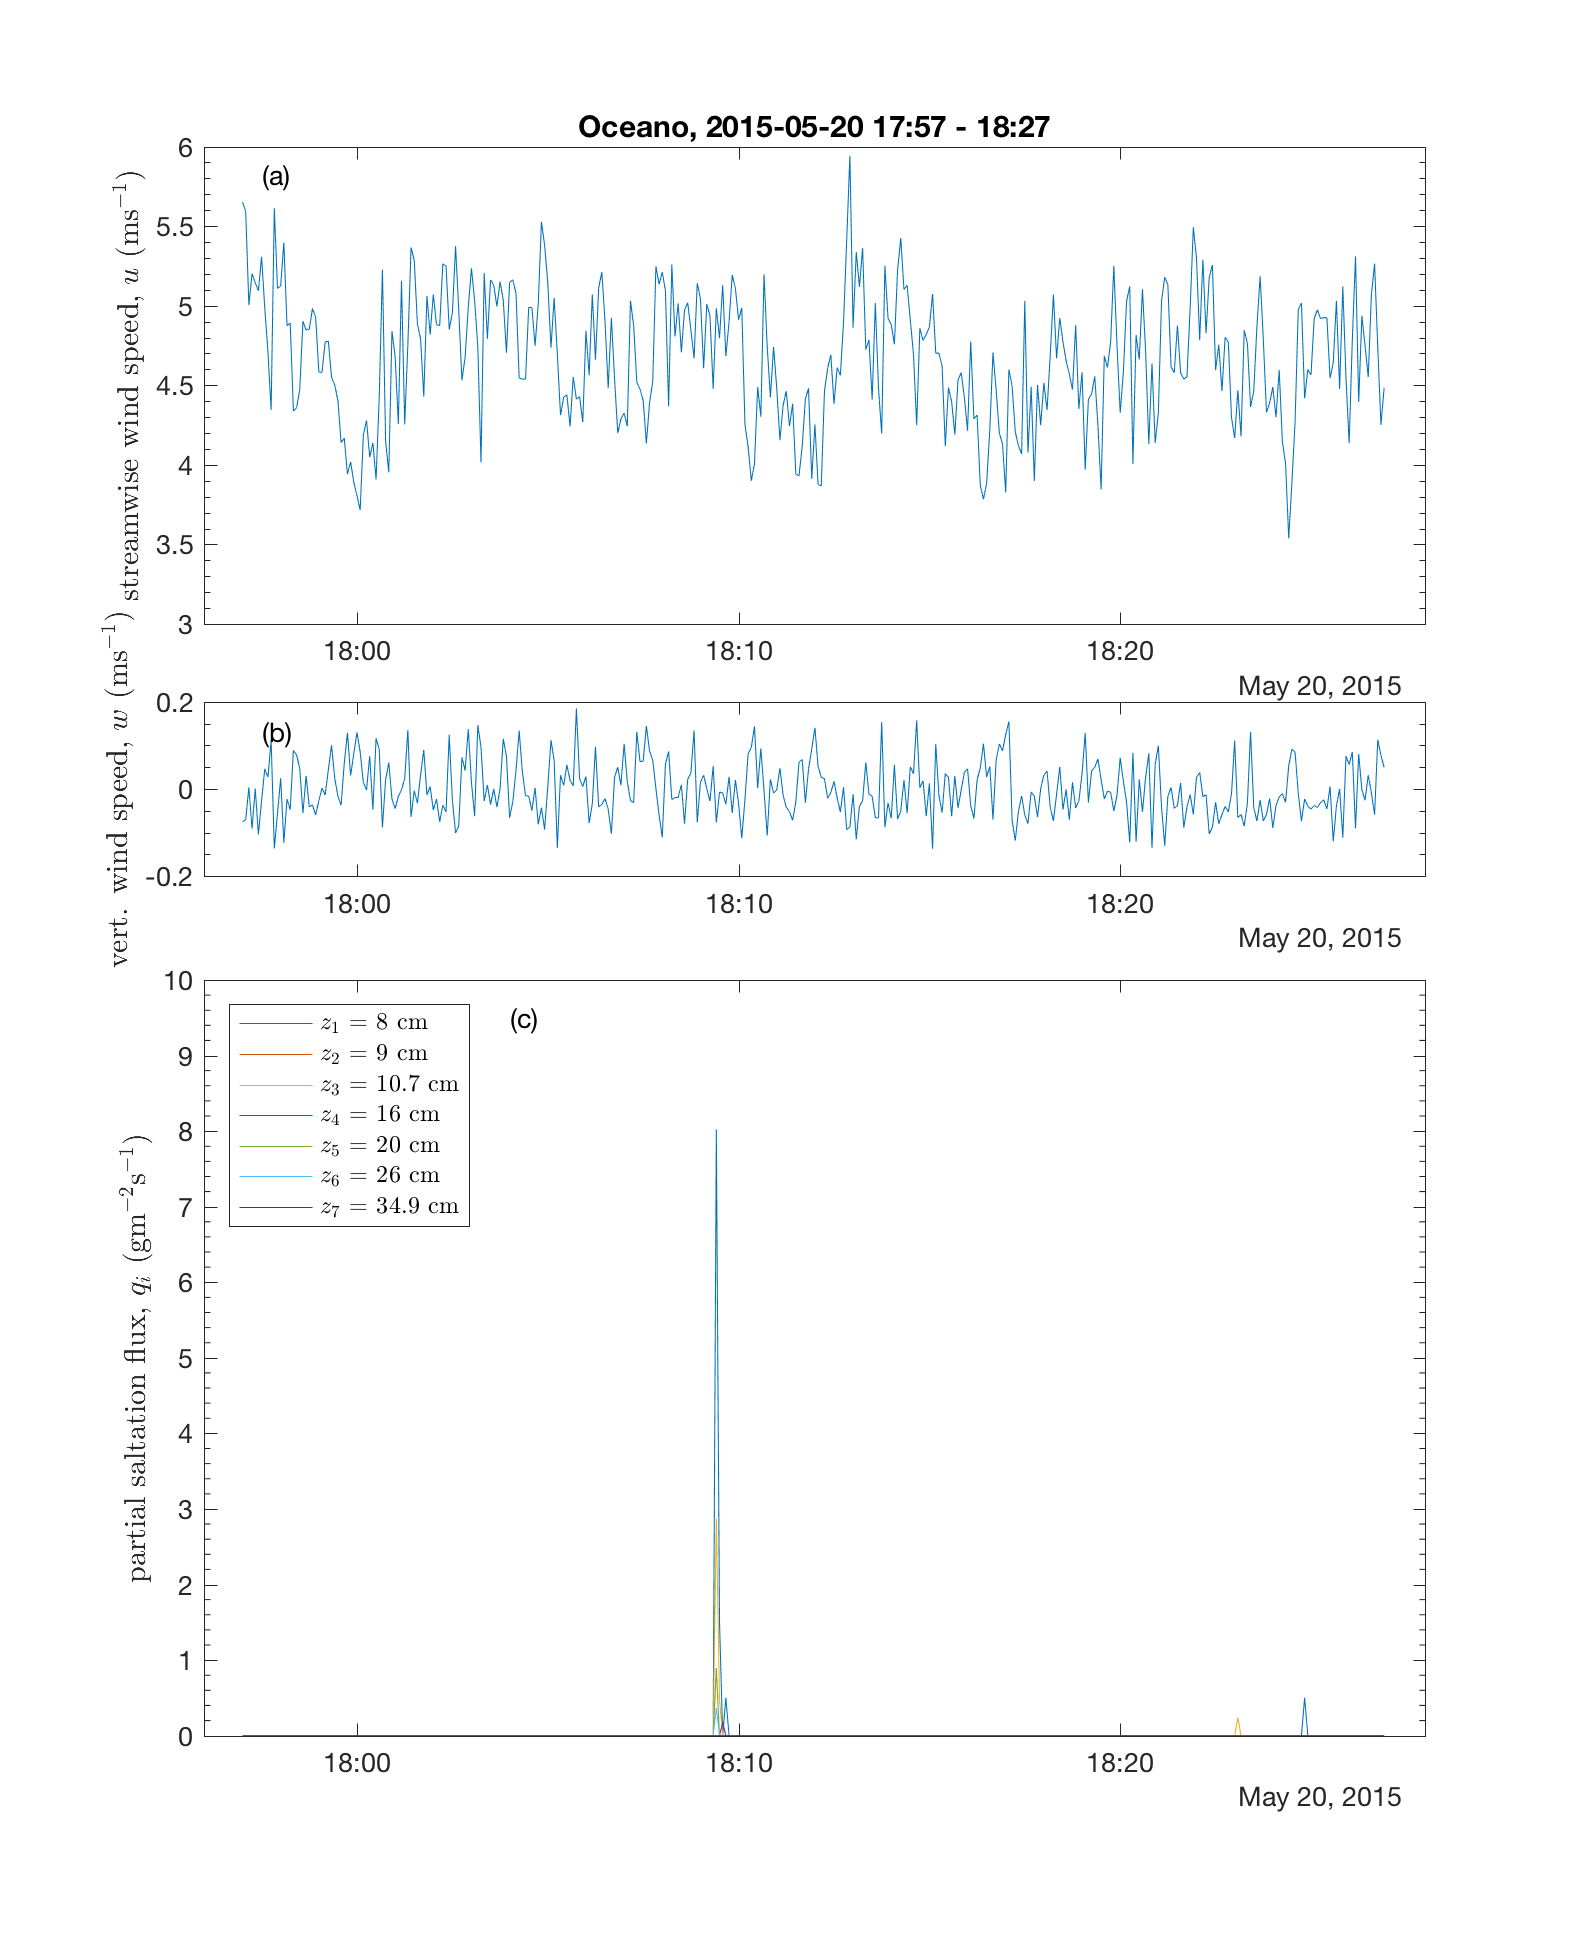 Oceano, 2015-05-20 17:57 - 18:27
(a)
streamwise wind speed, u (ms⁻¹)
6
5.5
5
4.5
4
3.5
3
18:00 18:10 18:20
May 20, 2015
(b)
vert. wind speed, w (ms⁻¹)
0.2
0
-0.2
18:00 18:10 18:20
May 20, 2015
(c)
partial saltation flux, qᵢ (gm⁻²s⁻¹)
10
9
8
7
6
5
4
3
2
1
0
z₁ = 8 cm
z₂ = 9 cm
z₃ = 10.7 cm
z₄ = 16 cm
z₅ = 20 cm
z₆ = 26 cm
z₇ = 34.9 cm
18:00 18:10 18:20
May 20, 2015